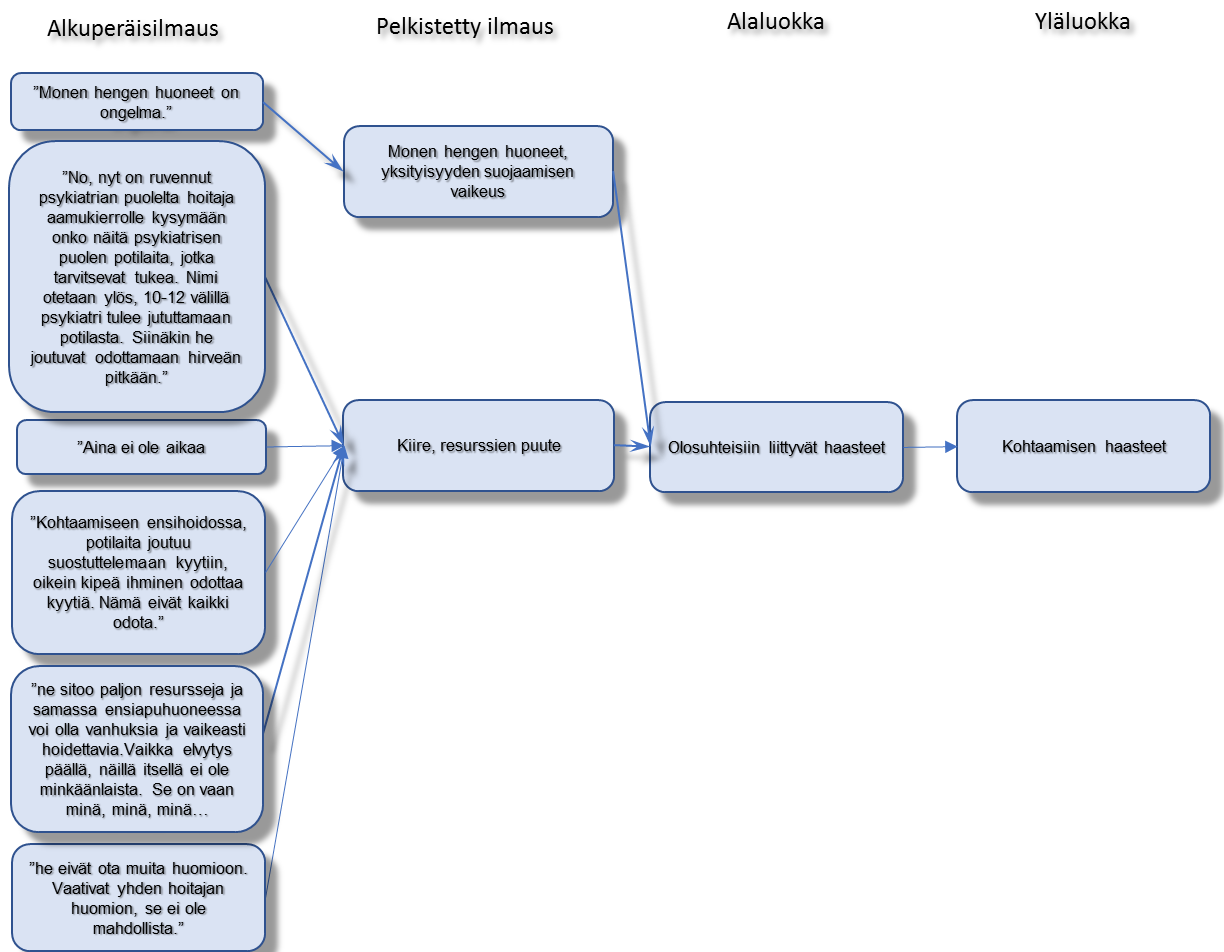 Alkuperäisilmaus
Pelkistetty ilmaus
Alaluokka
Yläluokka
”Monen hengen huoneet on
ongelma.”
”No, nyt on ruvennut
psykiatrian puolelta hoitaja
aamukierrolle kysymään
onko näitä psykiatrisen
puolen potilaita, jotka
tarvitsevat tukea. Nimi
otetaan ylös, 10-12 välillä
psykiatri tulee jututtamaan
potilasta. Siinäkin he
joutuvat odottamaan hirveän
pitkään.”
”Aina ei ole aikaa
”Kohtaamiseen ensihoidossa,
potilaita joutuu
suostuttelemaan kyytiin,
oikein kipeä ihminen odottaa
kyytiä. Nämä eivät kaikki
odota.”
”ne sitoo paljon resursseja ja
samassa ensiapuhuoneessa
voi olla vanhuksia ja vaikeasti
hoidettavia.Vaikka elvytys
päällä, näillä itsellä ei ole
minkäänlaista. Se on vaan
minä, minä, minä…
”he eivät ota muita huomioon.
Vaativat yhden hoitajan
huomion, se ei ole
mahdollista.”
Monen hengen huoneet,
yksityisyyden suojaamisen
vaikeus
Kiire, resurssien puute
Olosuhteisiin liittyvät haasteet
Kohtaamisen haasteet